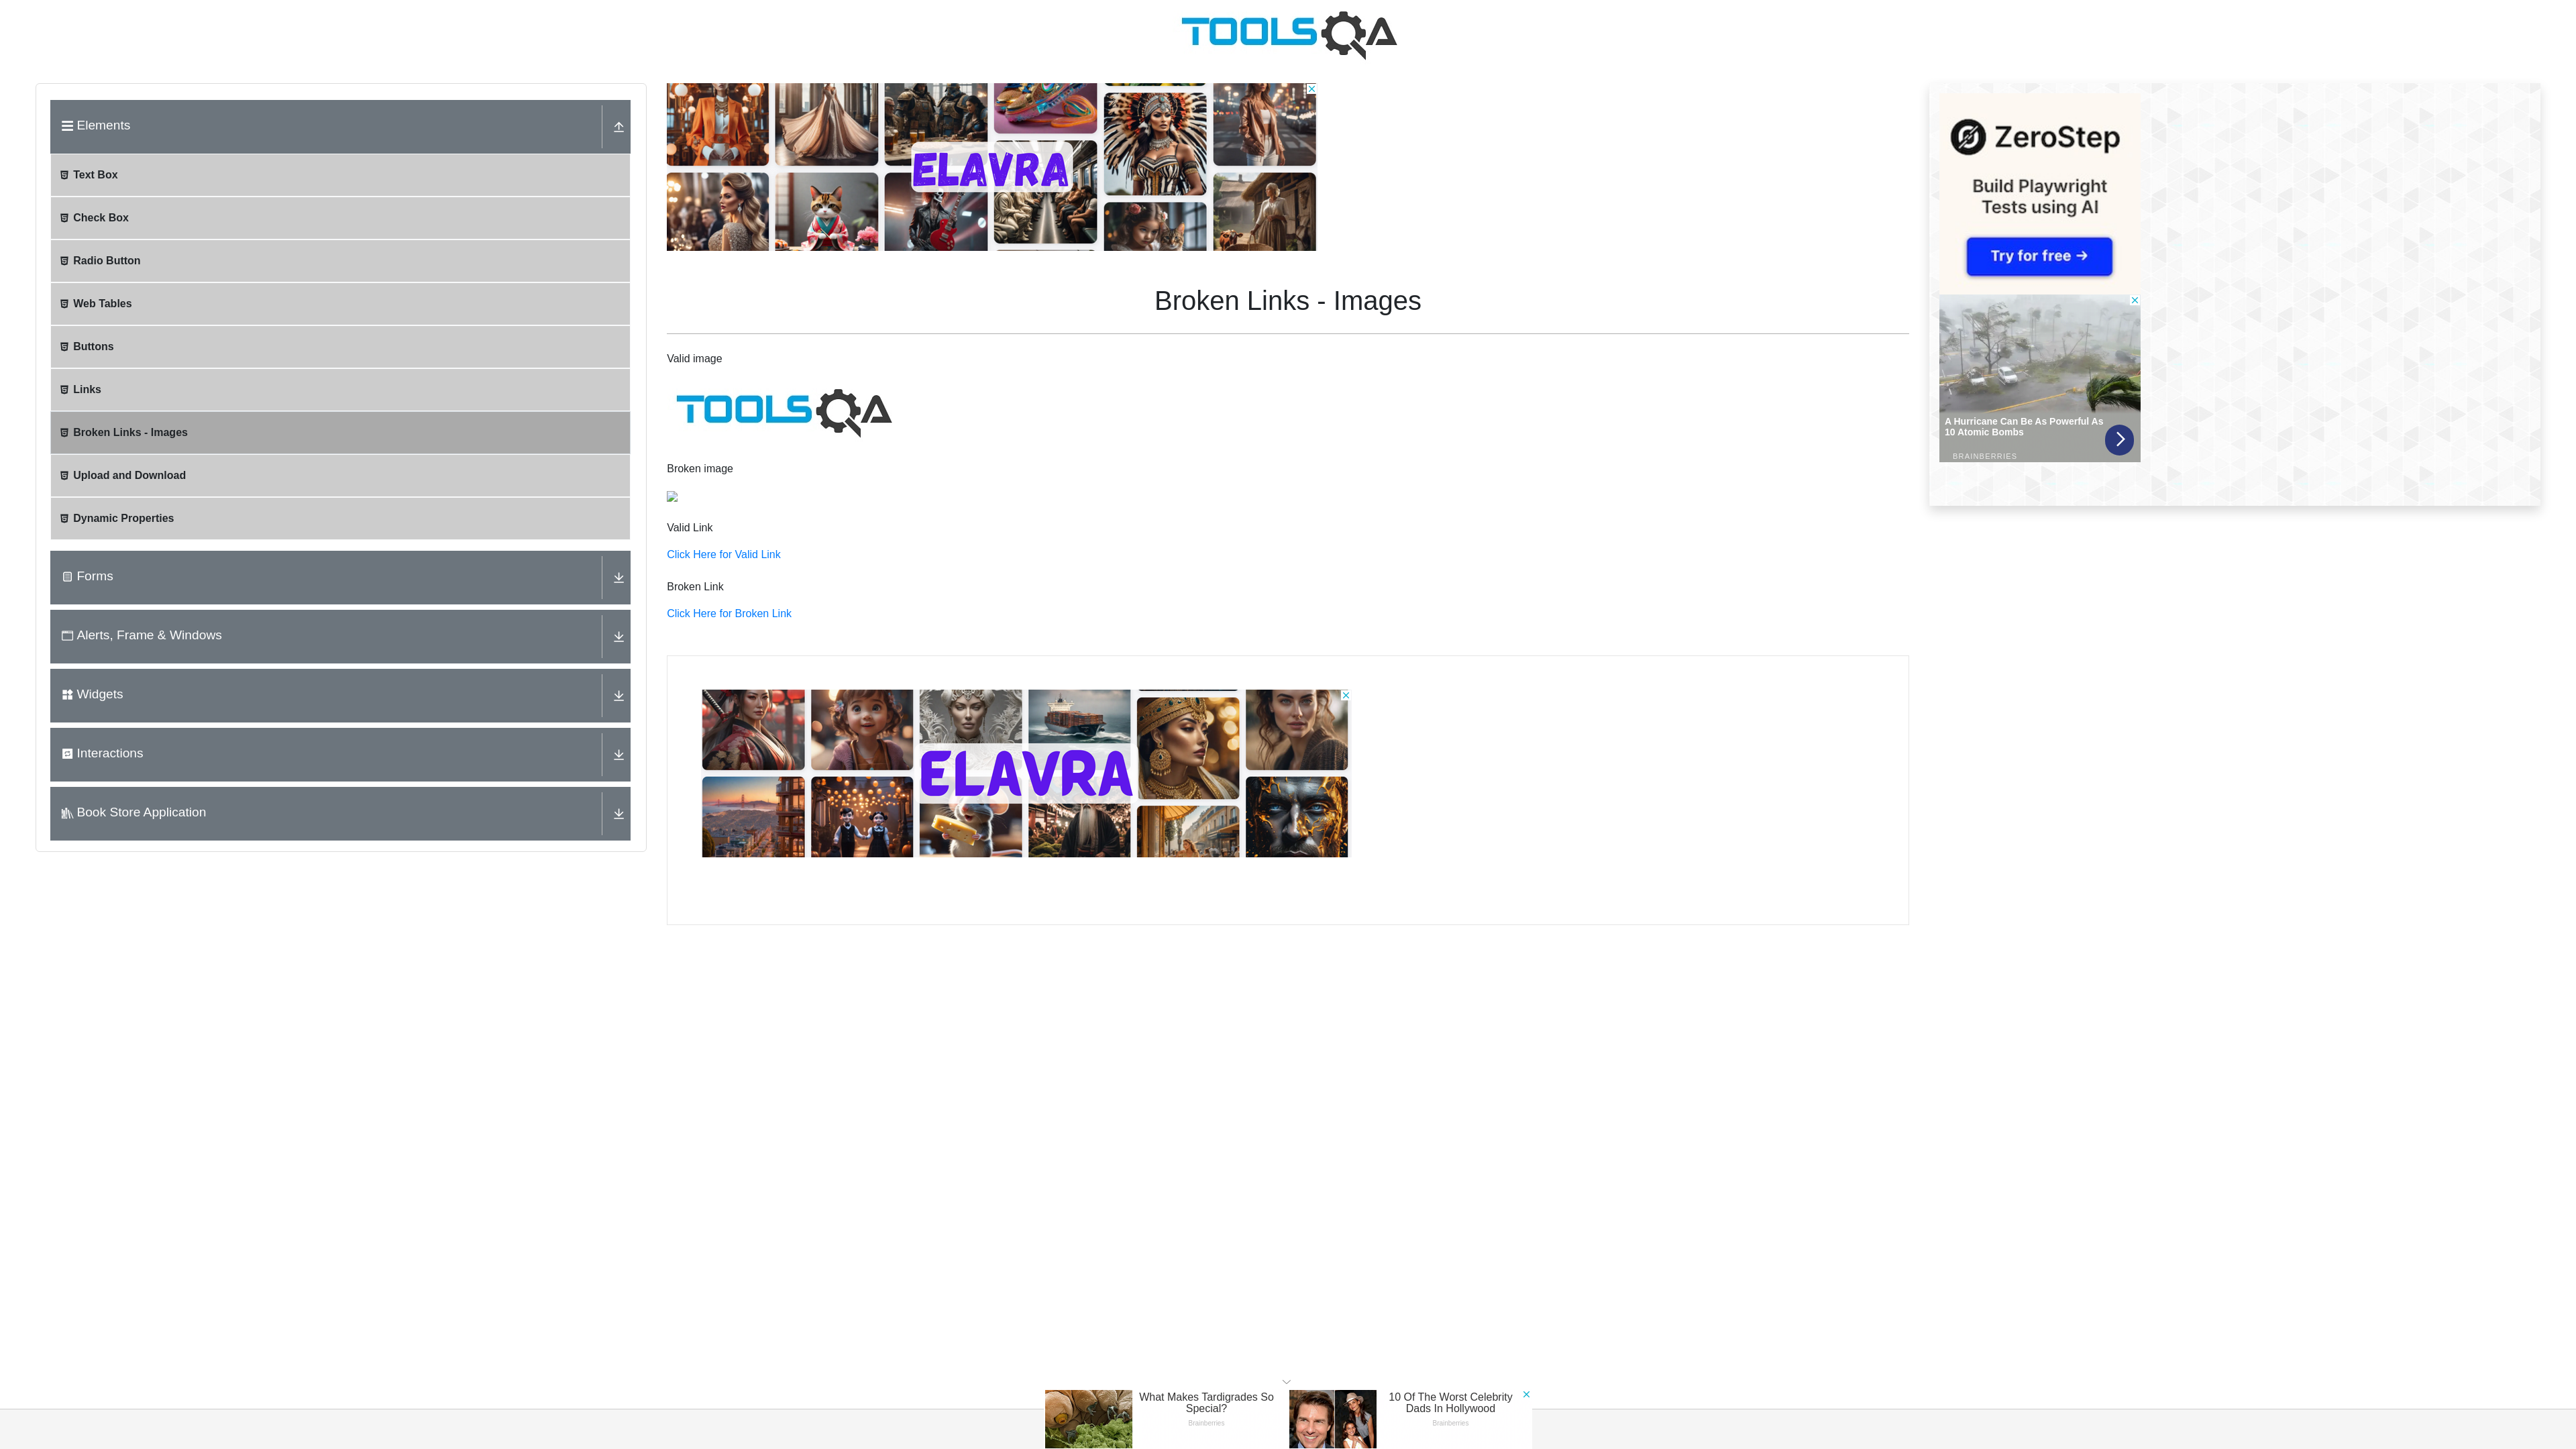 TOOLSQA
Elements
Text Box
Check Box
Radio Button
Web Tables
Buttons
Links
Broken Links - Images
Upload and Download
Dynamic Properties
Forms
Alerts, Frame & Windows
Widgets
Interactions
Book Store Application
ELAVRA
Broken Links - Images
Valid image
TOOLSQA
Broken image
Valid Link
Click Here for Valid Link
Broken Link
Click Here for Broken Link
ELAVRA
ZeroStep
Build Playwright
Tests using AI
Try for free →
A Hurricane Can Be As Powerful As
10 Atomic Bombs
BRAINBERRIES
What Makes Tardigrades So
Special?
Brainberries
10 Of The Worst Celebrity
Dads In Hollywood
Brainberries